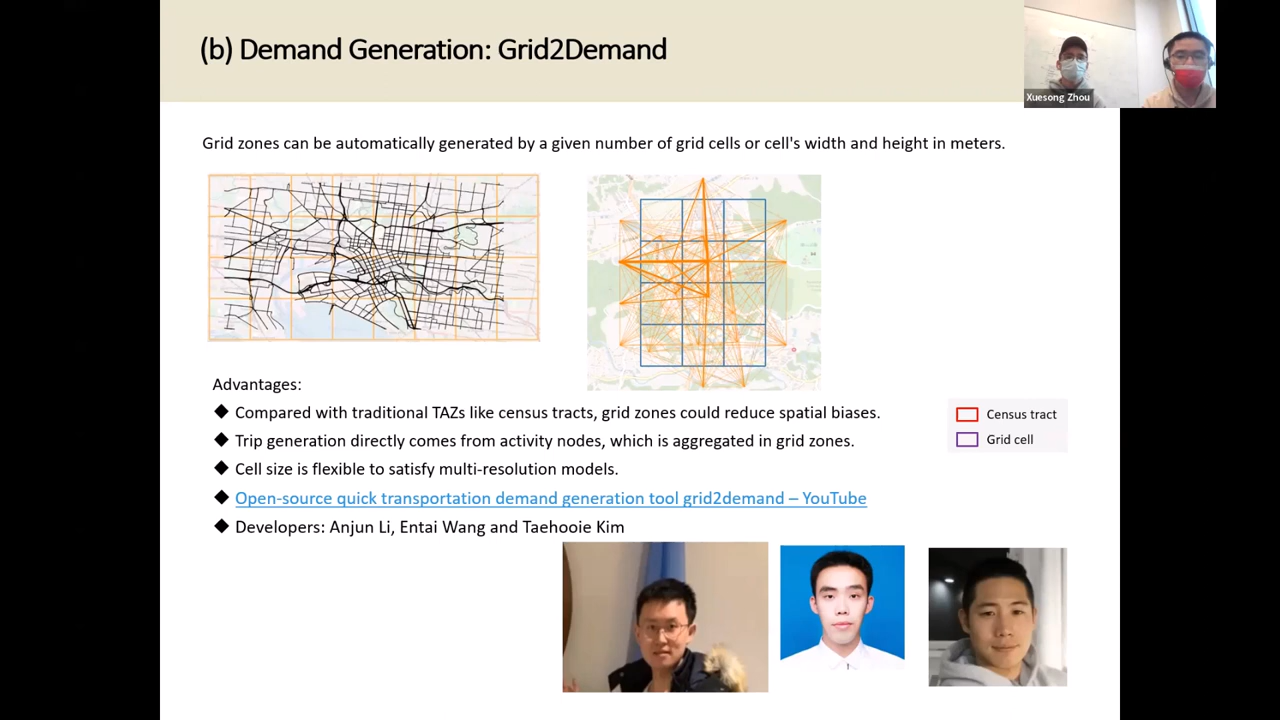 (b) Demand Generation: Grid2Demand
Xuesong Zhou
Grid zones can be automatically generated by a given number of grid cells or cell's width and height in meters.
Advantages:
◆ Compared with traditional TAZs like census tracts, grid zones could reduce spatial biases.
◆ Trip generation directly comes from activity nodes, which is aggregated in grid zones.
◆ Cell size is flexible to satisfy multi-resolution models.
◆ Open-source quick transportation demand generation tool grid2demand – YouTube
◆ Developers: Anjun Li, Entai Wang and Taehooie Kim
Census tract
Grid cell